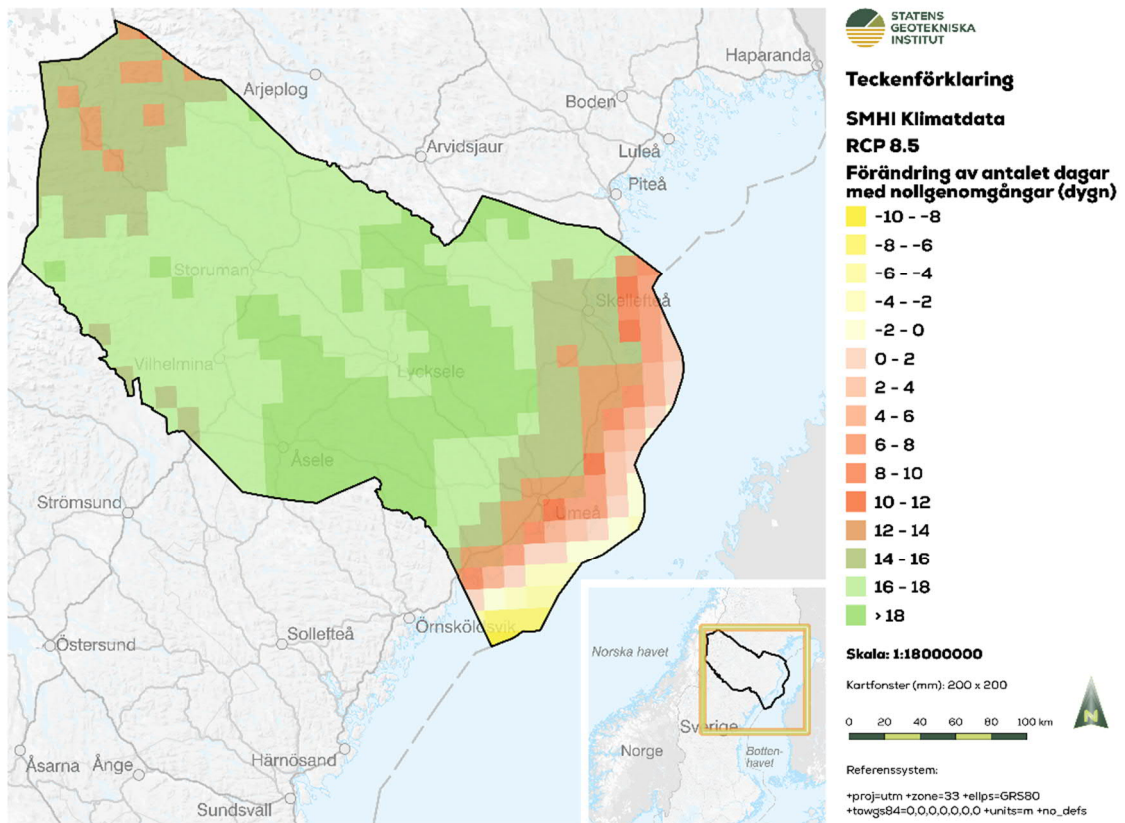 STATENS
GEOTEKNISKA
INSTITUT
Teckenförklaring
SMHI Klimatdata
RCP 8.5
Förändring av antalet dagar
med nollgenomgångar (dygn)
-10 - -8
-8 - -6
-6 - -4
-4 - -2
-2 - 0
0 - 2
2 - 4
4 - 6
6 - 8
8 - 10
10 - 12
12 - 14
14 - 16
16 - 18
>18
Skala: 1:18000000
Kartfonster (mm): 200 x 200
0 20 40 60 80 100 km
N
Referenssystem:
+proj=utm +zone=33 +ellps=GRS80
+towgs84=0,0,0,0,0,0,0 +units=m +no_defs
Haparanda
Arjeplog
Boden
Luleå
Arvidsjaur
Piteå
Storuman
Skellefteå
Vilhelmina
Lycksele
Åsele
Strömsund
Umeå
Örnsköldsvik
Östersund
Sollefteå
Härnösand
Åsarna
Ånge
Sundsvall
Norska havet
Sverige
Norge
Botten-
havet